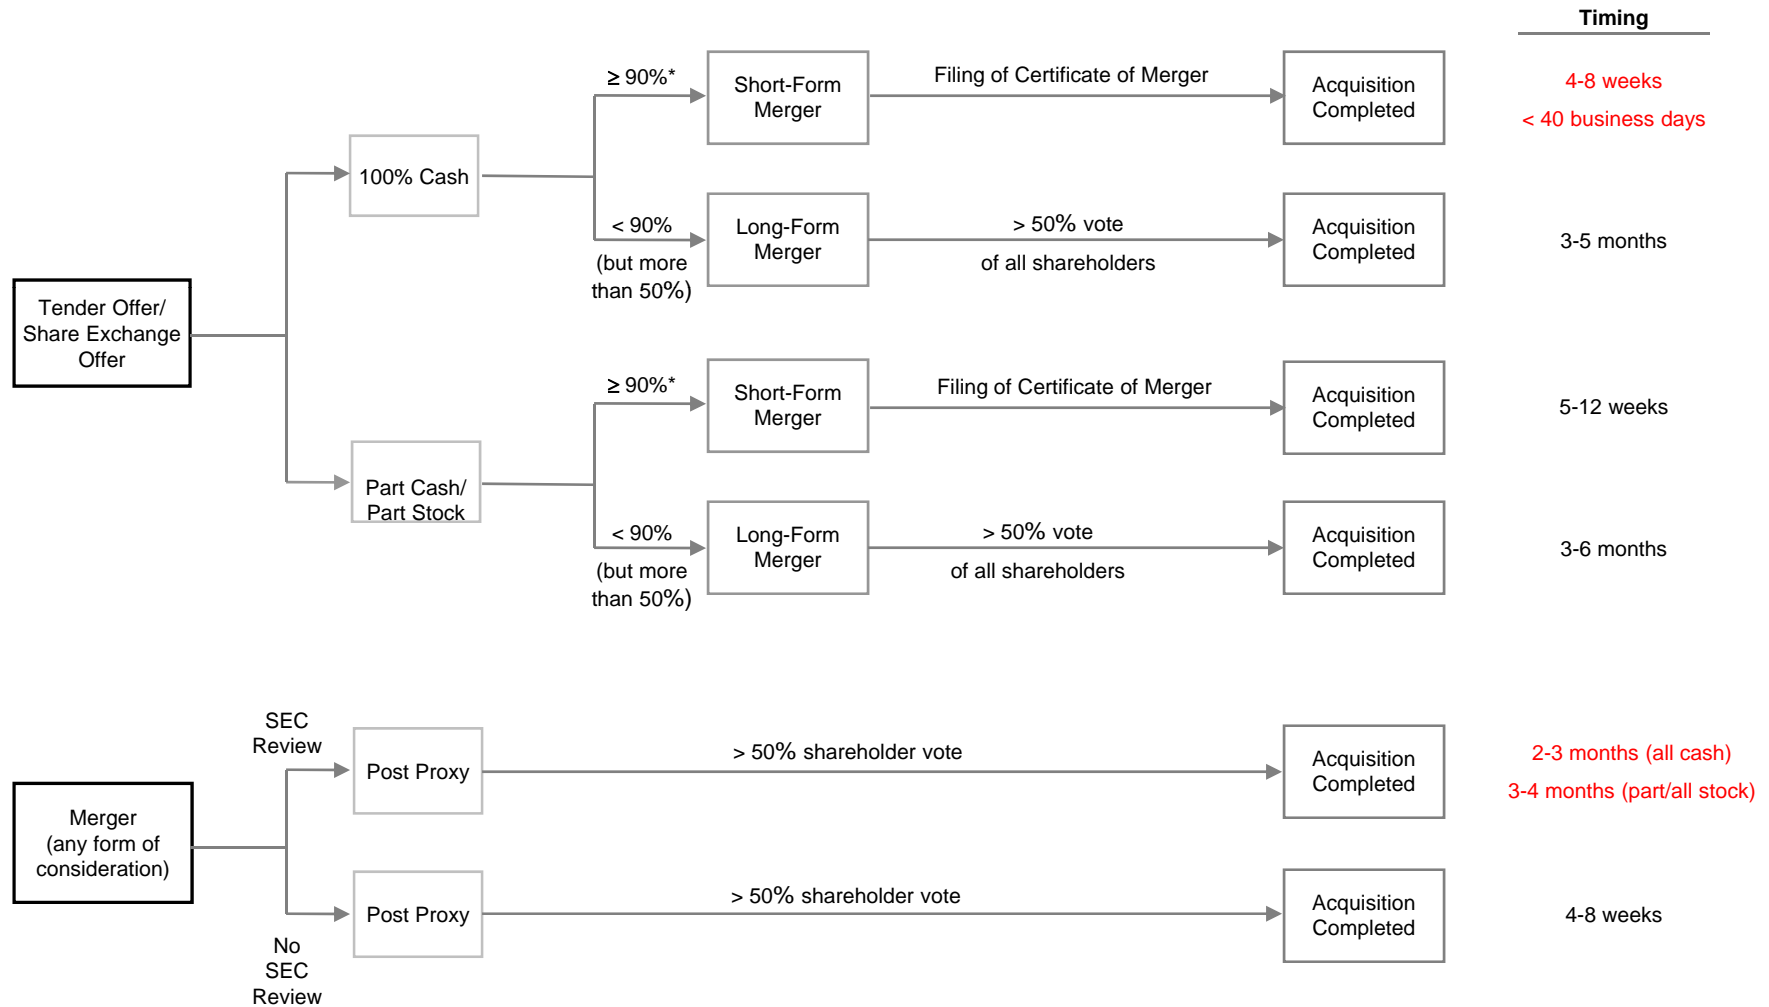 Timing
≥ 90%*
Short-Form
Merger
Filing of Certificate of Merger
Acquisition
Completed
4-8 weeks
< 40 business days
100% Cash
< 90%
(but more
than 50%)
Long-Form
Merger
> 50% vote
of all shareholders
Acquisition
Completed
3-5 months
Tender Offer/
Share Exchange
Offer
≥ 90%*
Short-Form
Merger
Filing of Certificate of Merger
Acquisition
Completed
5-12 weeks
Part Cash/
Part Stock
< 90%
(but more
than 50%)
Long-Form
Merger
> 50% vote
of all shareholders
Acquisition
Completed
3-6 months
SEC
Review
Post Proxy
> 50% shareholder vote
Acquisition
Completed
2-3 months (all cash)
3-4 months (part/all stock)
Merger
(any form of
consideration)
Post Proxy
> 50% shareholder vote
Acquisition
Completed
4-8 weeks
No
SEC
Review